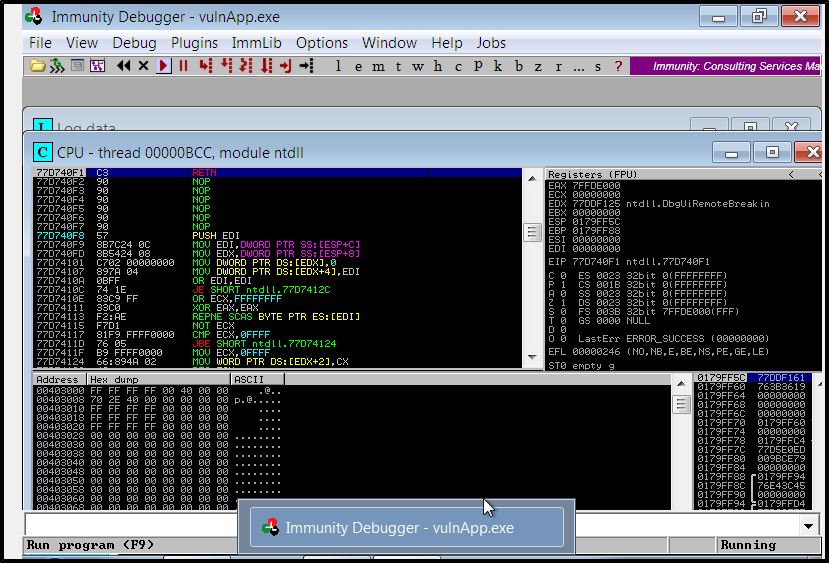 Immunity Debugger - vulnApp.exe
File View Debug Plugins ImmLib Options Window Help Jobs
l e m t w h c p k b z r ... s ? Immunity: Consulting Services Ma
L Log data
C CPU - thread 00000BCC, module ntdll
77D740F1 C3 RETN
77D740F2 90 NOP
77D740F3 90 NOP
77D740F4 90 NOP
77D740F5 90 NOP
77D740F6 90 NOP
77D740F7 90 NOP
77D740F8 57 PUSH EDI
77D740F9 8B7C24 0C MOV EDI,DWORD PTR SS:[ESP+C]
77D740FD 8B5424 08 MOV EDX,DWORD PTR SS:[ESP+8]
77D74101 C702 00000000 MOV DWORD PTR DS:[EDX],0
77D74107 897A 04 MOV DWORD PTR DS:[EDX+4],EDI
77D7410A 0BFF OR EDI,EDI
77D7410C 74 1E JE SHORT ntdll.77D7412C
77D7410E 83C9 FF OR ECX,FFFFFFFF
77D74111 33C0 XOR EAX,EAX
77D74113 F2:AE REPNE SCAS BYTE PTR ES:[EDI]
77D74115 F7D1 NOT ECX
77D74117 81F9 FFFF0000 CMP ECX,0FFFF
77D7411D 76 05 JBE SHORT ntdll.77D74124
77D7411F B9 FFFF0000 MOV ECX,0FFFF
77D74124 66:894A 02 MOV WORD PTR DS:[EDX+2],CX
Registers (FPU) < <
EAX 7FFDE000
ECX 00000000
EDX 77DDF125 ntdll.DbgUiRemoteBreakin
EBX 00000000
ESP 0179FF5C
EBP 0179FF88
ESI 00000000
EDI 00000000
EIP 77D740F1 ntdll.77D740F1
C 0 ES 0023 32bit 0(FFFFFFFF)
P 1 CS 001B 32bit 0(FFFFFFFF)
A 0 SS 0023 32bit 0(FFFFFFFF)
Z 1 DS 0023 32bit 0(FFFFFFFF)
S 0 FS 003B 32bit 7FFDE000(FFF)
T 0 GS 0000 NULL
D 0
O 0 LastErr ERROR_SUCCESS (00000000)
EFL 00000246 (NO,NB,E,BE,NS,PE,GE,LE)
ST0 empty g
Address Hex dump ASCII
00403000 FF FF FF FF 00 40 00 00 .@..
00403008 70 2E 40 00 00 00 00 00 p.@.....
00403010 FF FF FF FF 00 00 00 00 ....
00403018 FF FF FF FF 00 00 00 00 ....
00403020 FF FF FF FF 00 00 00 00 ....
00403028 00 00 00 00 00 00 00 00 ........
00403030 00 00 00 00 00 00 00 00 ........
00403038 00 00 00 00 00 00 00 00 ........
00403040 00 00 00 00 00 00 00 00 ........
00403048 00 00 00 00 00 00 00 00 ........
00403050 00 00 00 00 00 00 00 00 ........
00403058 00 00 00 00 00 00 00 00 ........
00403060 00 00 00 00 00 00 00 00 ........
00403068 00 00 00 00 00 00 00 00 ........
0179FF5C 77DDF161
0179FF60 763B3619
0179FF64 00000000
0179FF68 00000000
0179FF6C 00000000
0179FF70 0179FF60
0179FF74 00000000
0179FF78 0179FFC4
0179FF7C 77D5E0ED
0179FF80 009BCE79
0179FF84 00000000
0179FF88 0179FF94
0179FF8C 76E43C45
0179FF90 00000000
0179FF94 0179FFD4
Immunity Debugger - vulnApp.exe
Run program (F9) Running